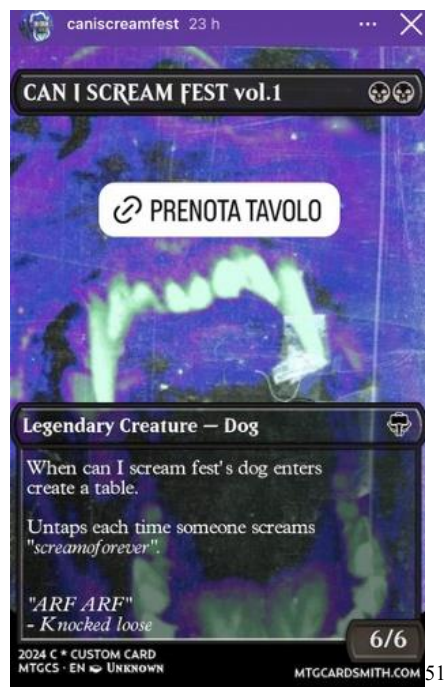 caniscreamfest 23 h
CAN I SCREAM FEST vol.1
PRENOTA TAVOLO
Legendary Creature — Dog
When can I scream fest's dog enters
create a table.
Untaps each time someone screams
"screamoforever".
"ARF ARF"
- Knocked loose
6/6
2024 C * CUSTOM CARD
MTGCS · EN UNKNOWN
MTGCARDSMITH.COM
51